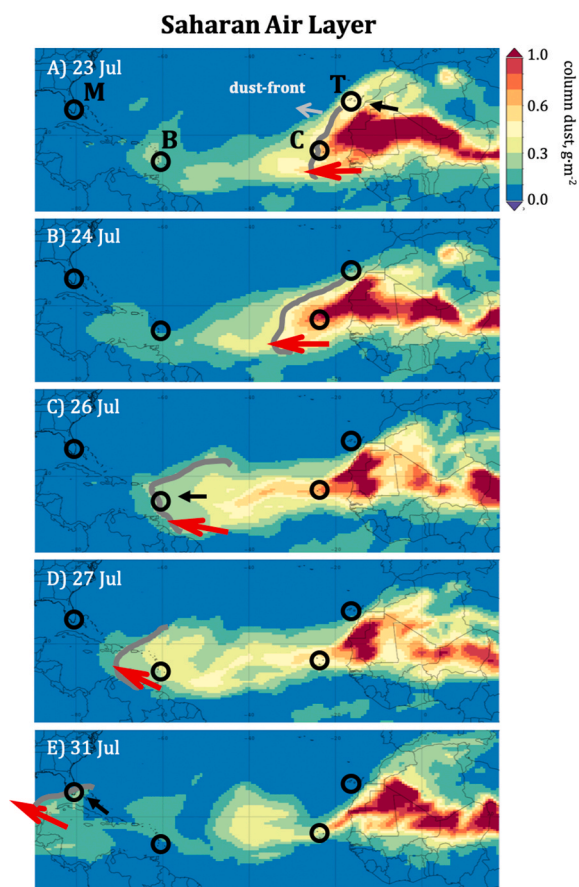 Saharan Air Layer
A) 23 Jul
M
B
dust-front
T
C
1.0
0.6
0.3
0.0
column dust, g·m⁻²
B) 24 Jul
C) 26 Jul
D) 27 Jul
E) 31 Jul